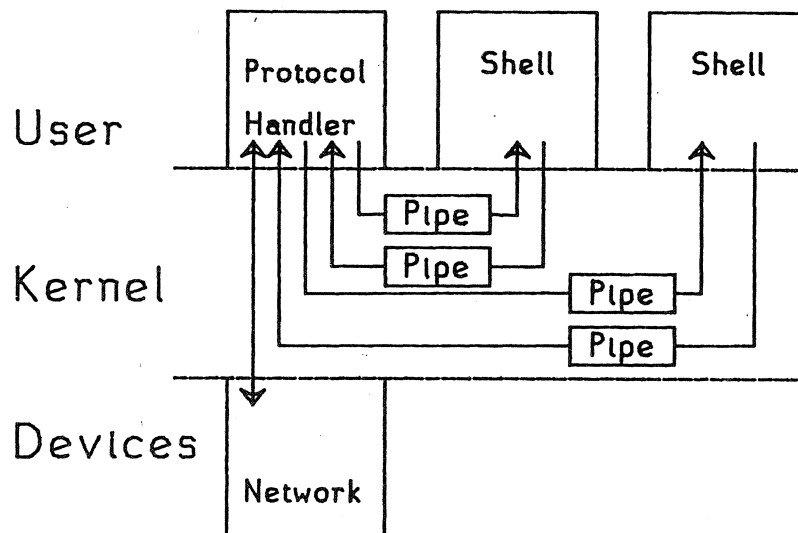 Protocol
Handler
Shell
Shell
User
Pipe
Pipe
Kernel
Pipe
Pipe
Devices
Network